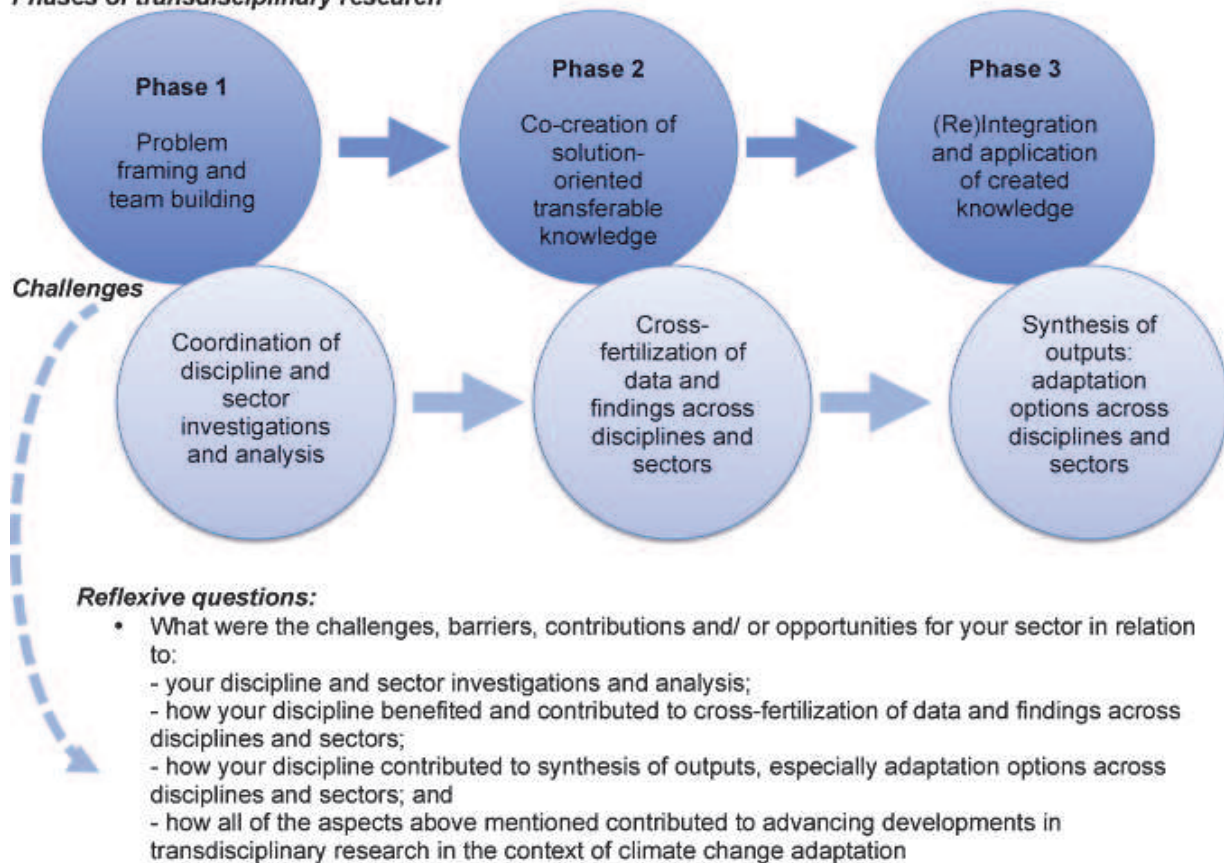 Phases of transdisciplinary research
Phase 1
Problem
framing and
team building
Phase 2
Co-creation of
solution-
oriented
transferable
knowledge
Phase 3
(Re)Integration
and application
of created
knowledge
Challenges
Coordination of
discipline and
sector
investigations
and analysis
Cross-
fertilization of
data and
findings across
disciplines and
sectors
Synthesis of
outputs:
adaptation
options across
disciplines and
sectors
Reflexive questions:
• What were the challenges, barriers, contributions and/ or opportunities for your sector in relation
to:
- your discipline and sector investigations and analysis;
- how your discipline benefited and contributed to cross-fertilization of data and findings across
disciplines and sectors;
- how your discipline contributed to synthesis of outputs, especially adaptation options across
disciplines and sectors; and
- how all of the aspects above mentioned contributed to advancing developments in
transdisciplinary research in the context of climate change adaptation